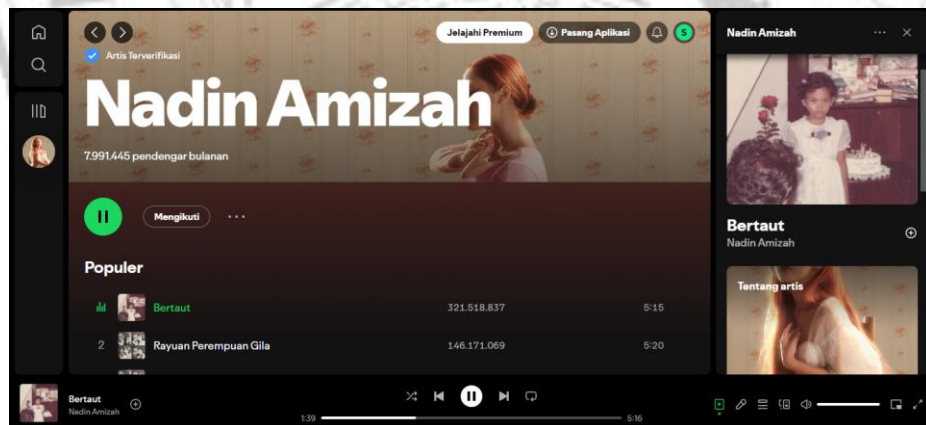 Jelajahi Premium
Pasang Aplikasi
S
Artis Terverifikasi
Nadin Amizah
7.991.445 pendengar bulanan
Mengikuti
Populer
Bertaut 321.518.837 5:15
2 Rayuan Perempuan Gila 146.171.069 5:20
Nadin Amizah
Bertaut
Nadin Amizah
Tentang artis
Bertaut
Nadin Amizah
1:39 5:16